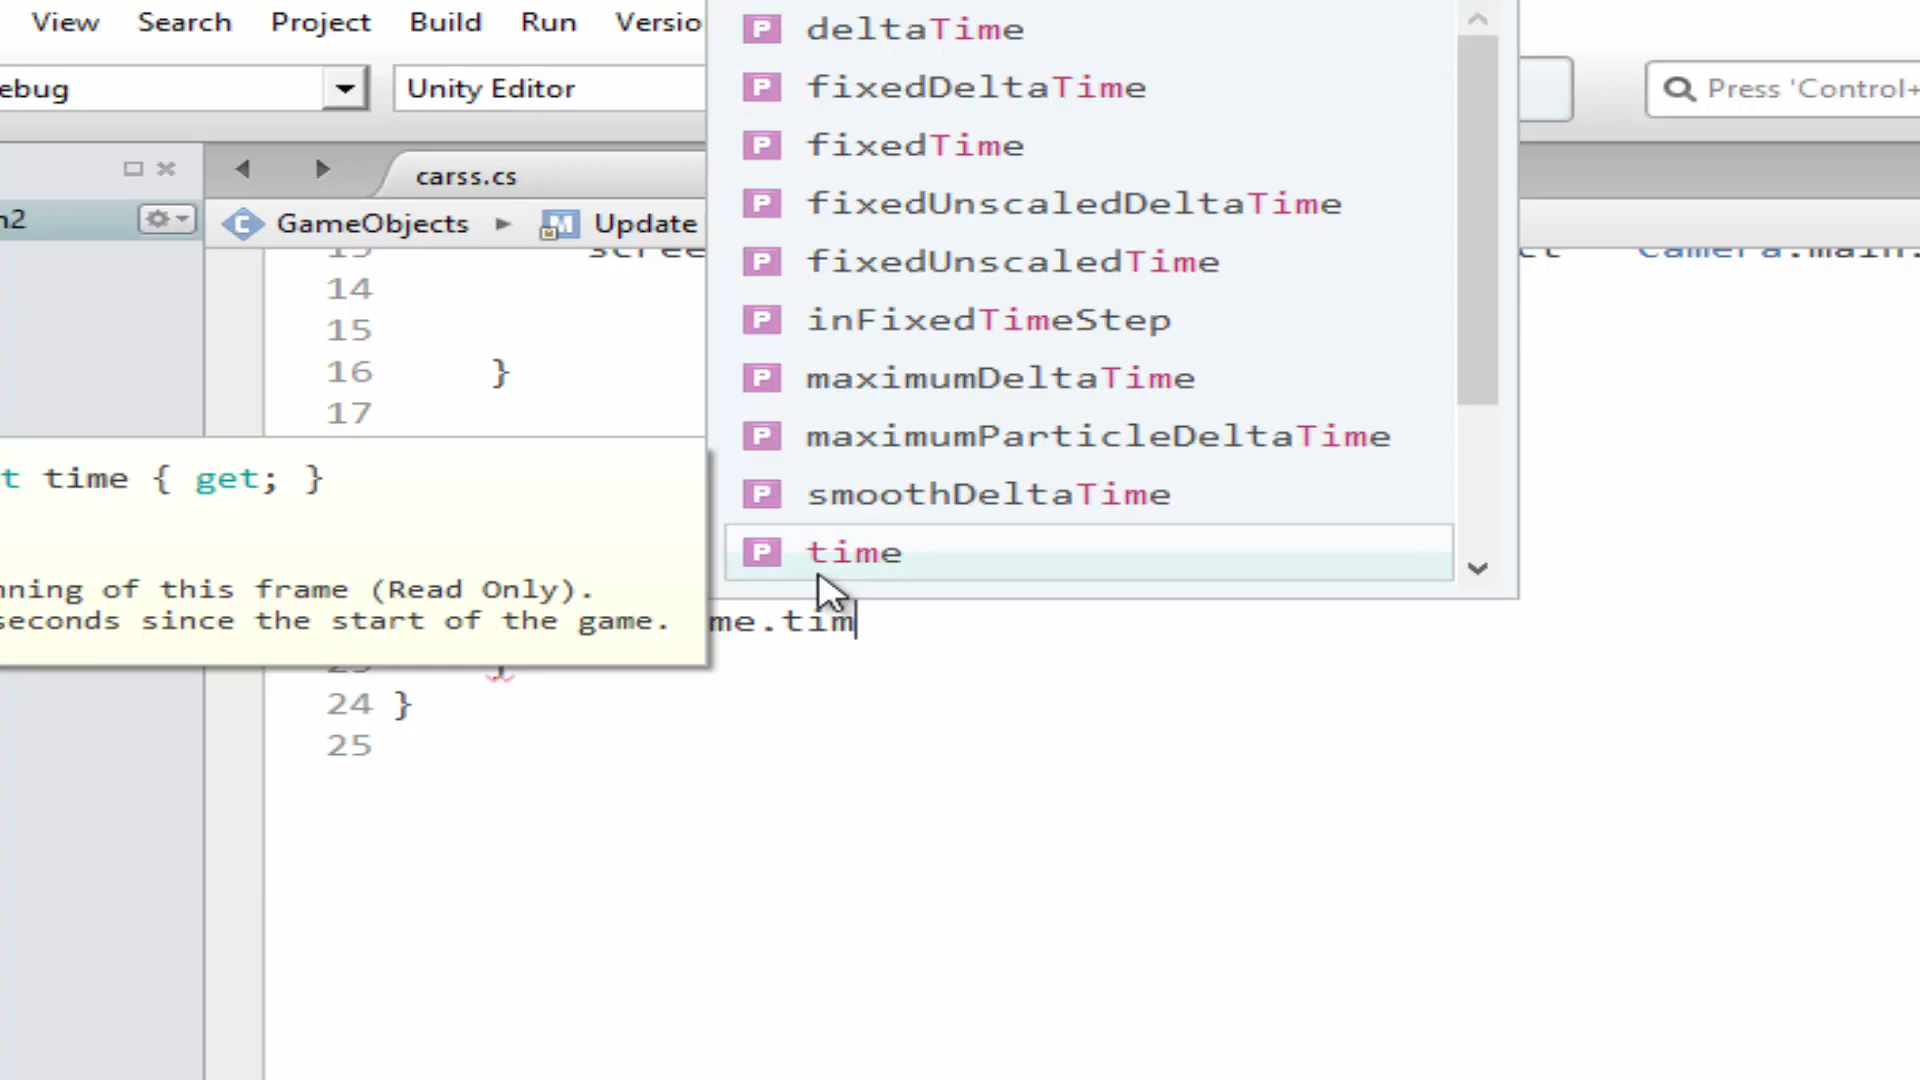 View Search Project Build Run Versio
ebug
Unity Editor
Press 'Control+
carss.cs
n2
GameObjects
Update
deltaTime
fixedDeltaTime
fixedTime
fixedUnscaledDeltaTime
fixedUnscaledTime
inFixedTimeStep
maximumDeltaTime
maximumParticleDeltaTime
smoothDeltaTime
time
Camera.main.
14
15
16 }
17
t time { get; }
nning of this frame (Read Only).
seconds since the start of the game.
me.tim
24 }
25